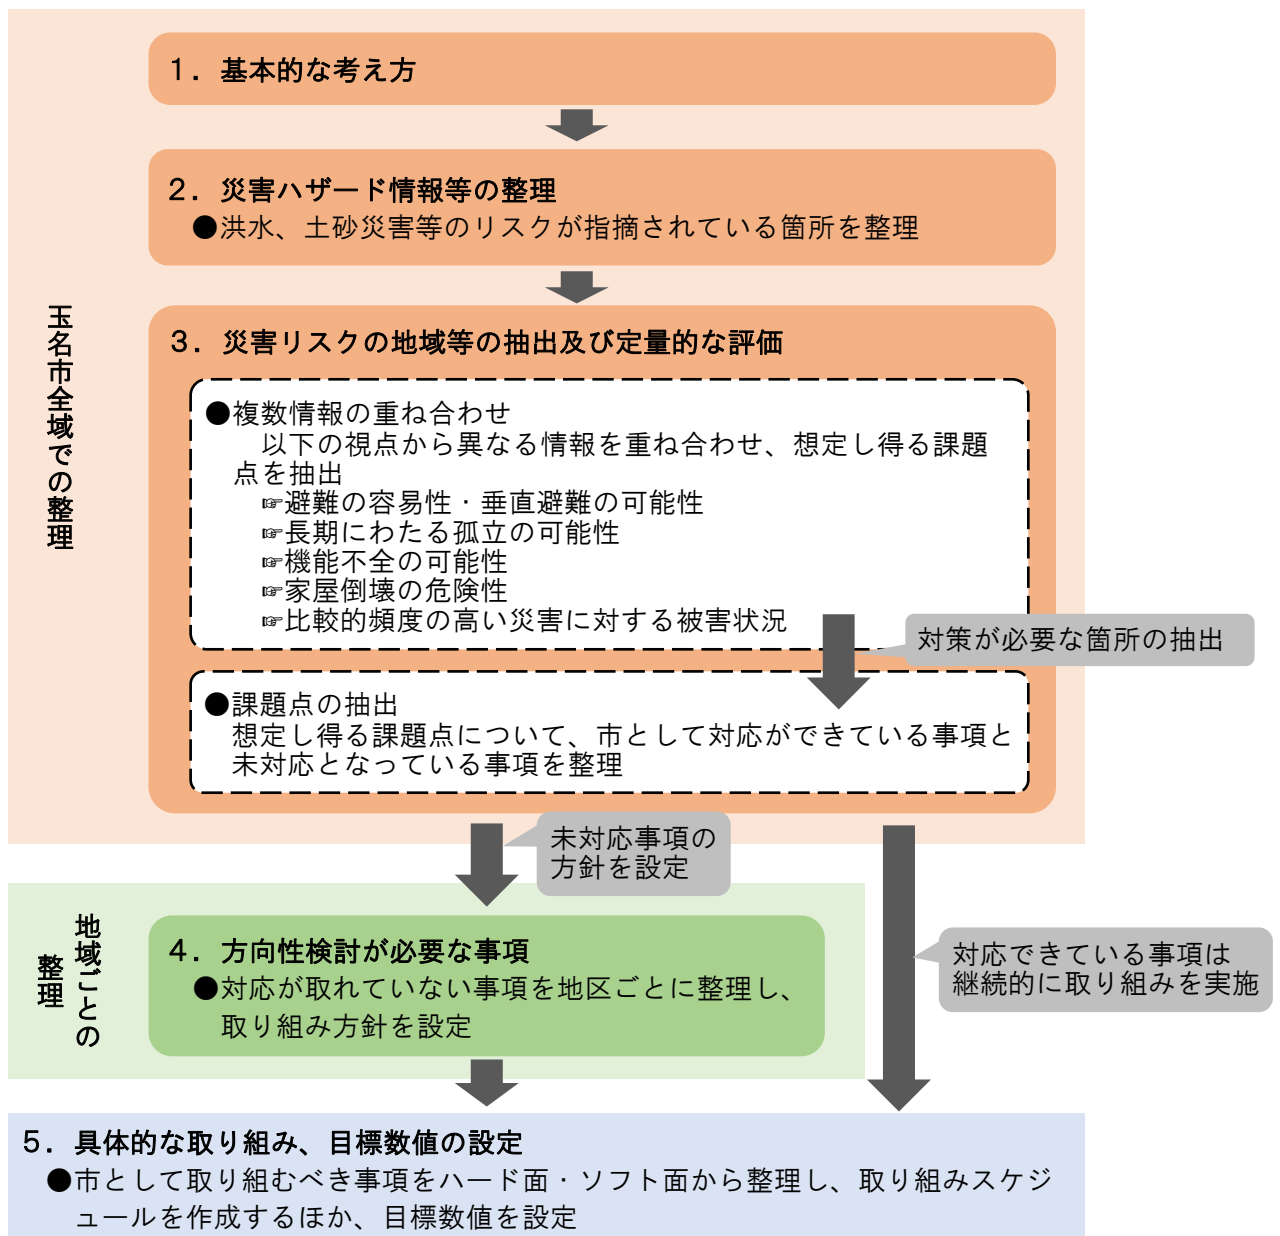 玉名市全域での整理
１．基本的な考え方
２．災害ハザード情報等の整理
●洪水、土砂災害等のリスクが指摘されている箇所を整理
３．災害リスクの地域等の抽出及び定量的な評価
●複数情報の重ね合わせ
以下の視点から異なる情報を重ね合わせ、想定し得る課題
点を抽出
☞避難の容易性・垂直避難の可能性
☞長期にわたる孤立の可能性
☞機能不全の可能性
☞家屋倒壊の危険性
☞比較的頻度の高い災害に対する被害状況
対策が必要な箇所の抽出
●課題点の抽出
想定し得る課題点について、市として対応ができている事項と
未対応となっている事項を整理
未対応事項の
方針を設定
地域ごとの
整理
４．方向性検討が必要な事項
●対応が取れていない事項を地区ごとに整理し、
取り組み方針を設定
対応できている事項は
継続的に取り組みを実施
５．具体的な取り組み、目標数値の設定
●市として取り組むべき事項をハード面・ソフト面から整理し、取り組みスケジ
ュールを作成するほか、目標数値を設定